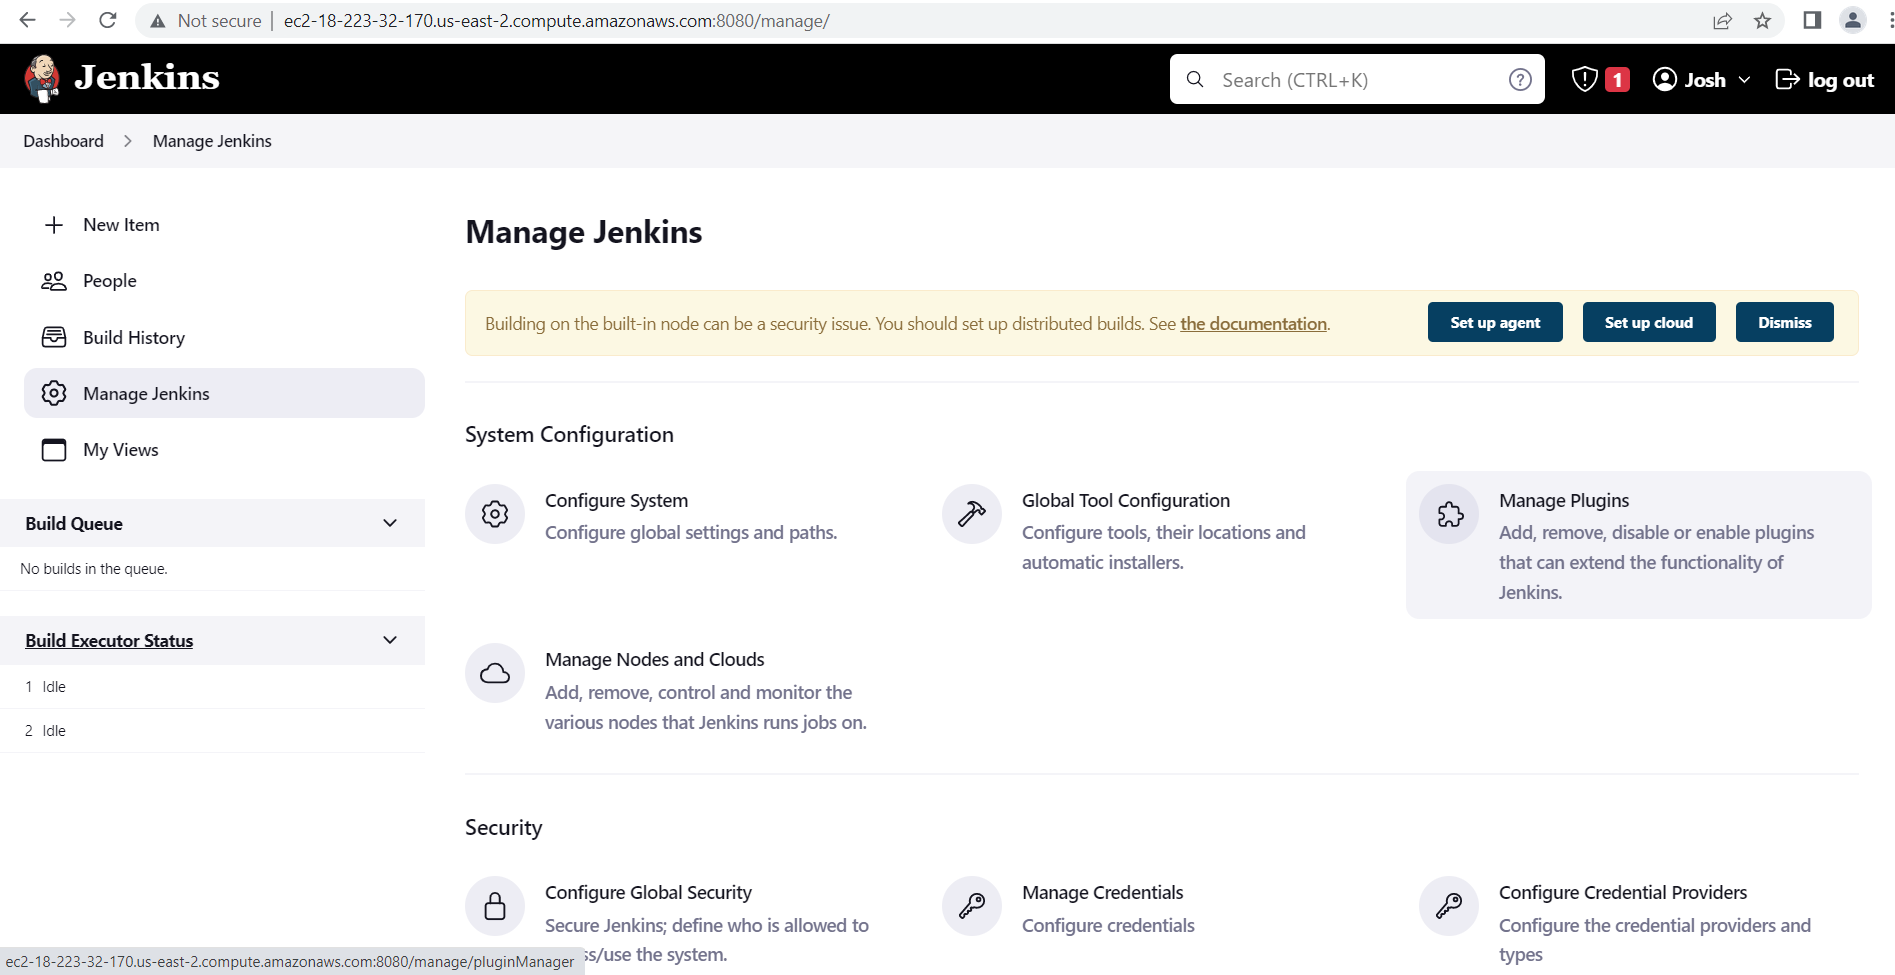 Not secure | ec2-18-223-32-170.us-east-2.compute.amazonaws.com:8080/manage/
Jenkins
Search (CTRL+K)
?
1
Josh
log out
Dashboard > Manage Jenkins
New Item
People
Build History
Manage Jenkins
My Views
Build Queue
No builds in the queue.
Build Executor Status
1 Idle
2 Idle
Manage Jenkins
Building on the built-in node can be a security issue. You should set up distributed builds. See the documentation.
Set up agent
Set up cloud
Dismiss
System Configuration
Configure System
Configure global settings and paths.
Global Tool Configuration
Configure tools, their locations and
automatic installers.
Manage Plugins
Add, remove, disable or enable plugins
that can extend the functionality of
Jenkins.
Manage Nodes and Clouds
Add, remove, control and monitor the
various nodes that Jenkins runs jobs on.
Security
Configure Global Security
Secure Jenkins; define who is allowed to
s/use the system.
Manage Credentials
Configure credentials
Configure Credential Providers
Configure the credential providers and
types
ec2-18-223-32-170.us-east-2.compute.amazonaws.com:8080/manage/pluginManager